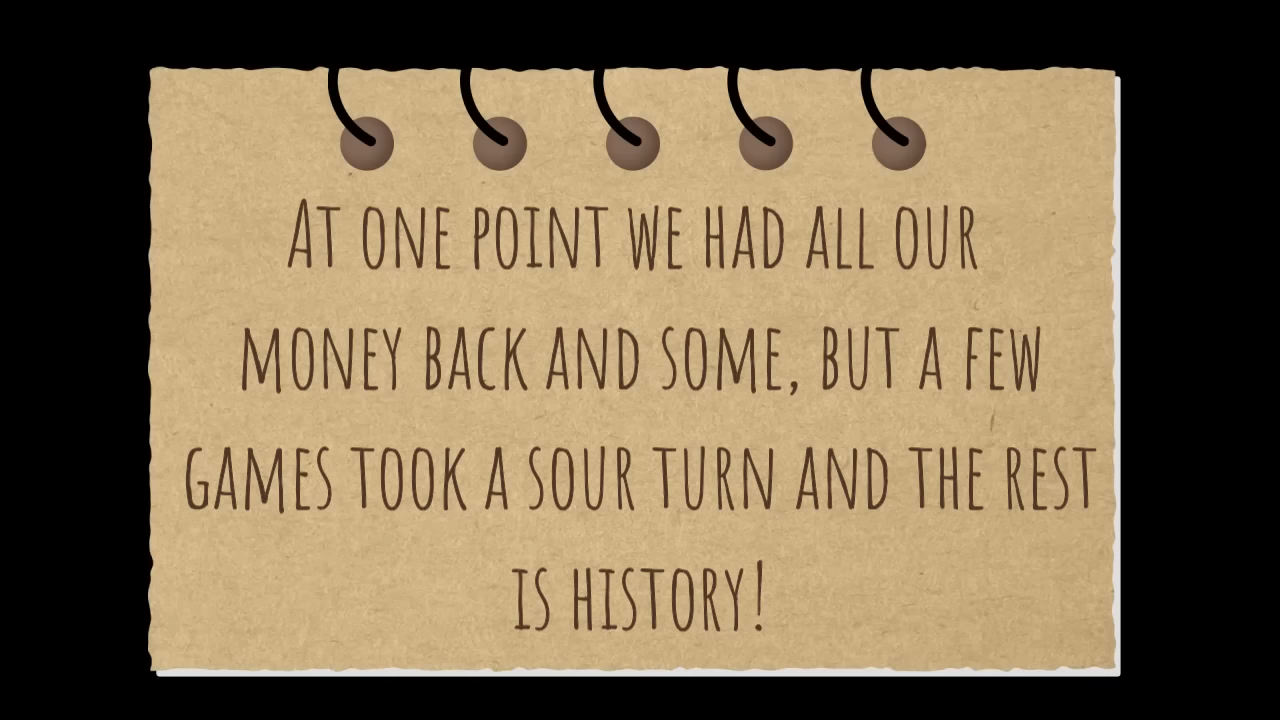 At one point we had all our
money back and some, but a few
games took a sour turn and the rest
is history!